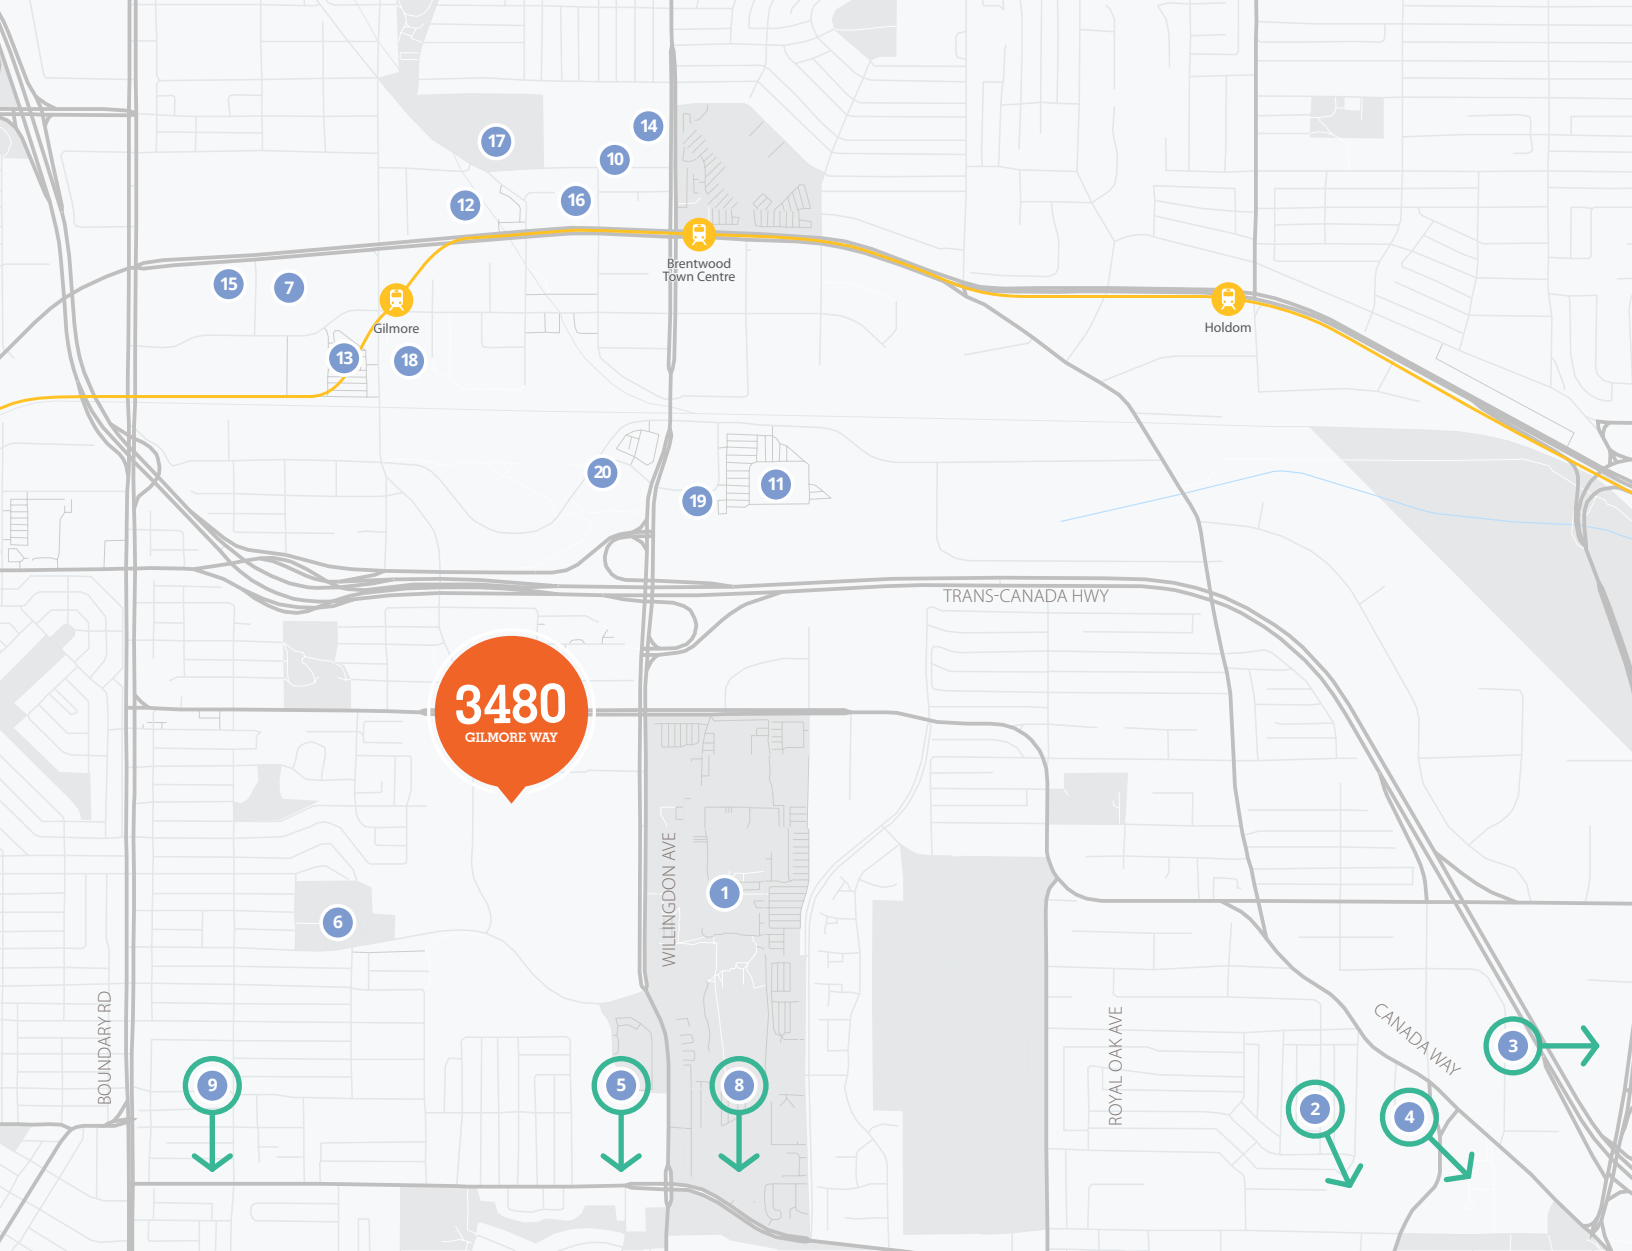 14
17
10
16
12
Brentwood
Town Centre
15
7
Gilmore
Holdom
13
18
20
11
19
TRANS-CANADA HWY
3480
GILMORE WAY
WILLINGDON AVE
1
6
BOUNDARY RD
ROYAL OAK AVE
CANADA WAY
3
9
5
8
2
4